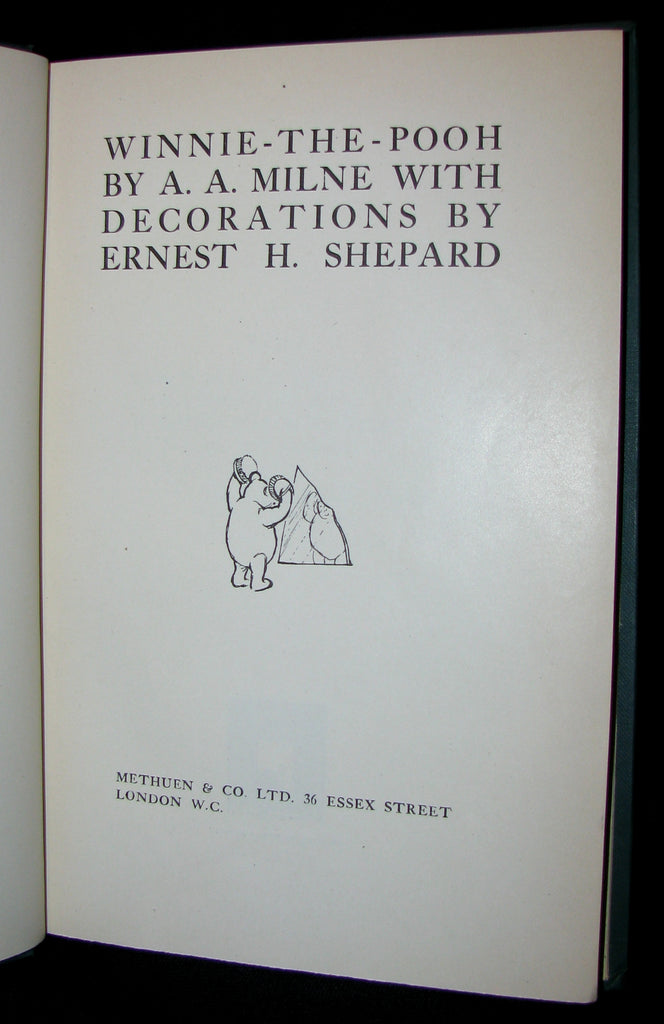 WINNIE-THE-POOH
BY A. A. MILNE WITH
DECORATIONS BY
ERNEST H. SHEPARD
METHUEN & CO. LTD. 36 ESSEX STREET
LONDON W.C.